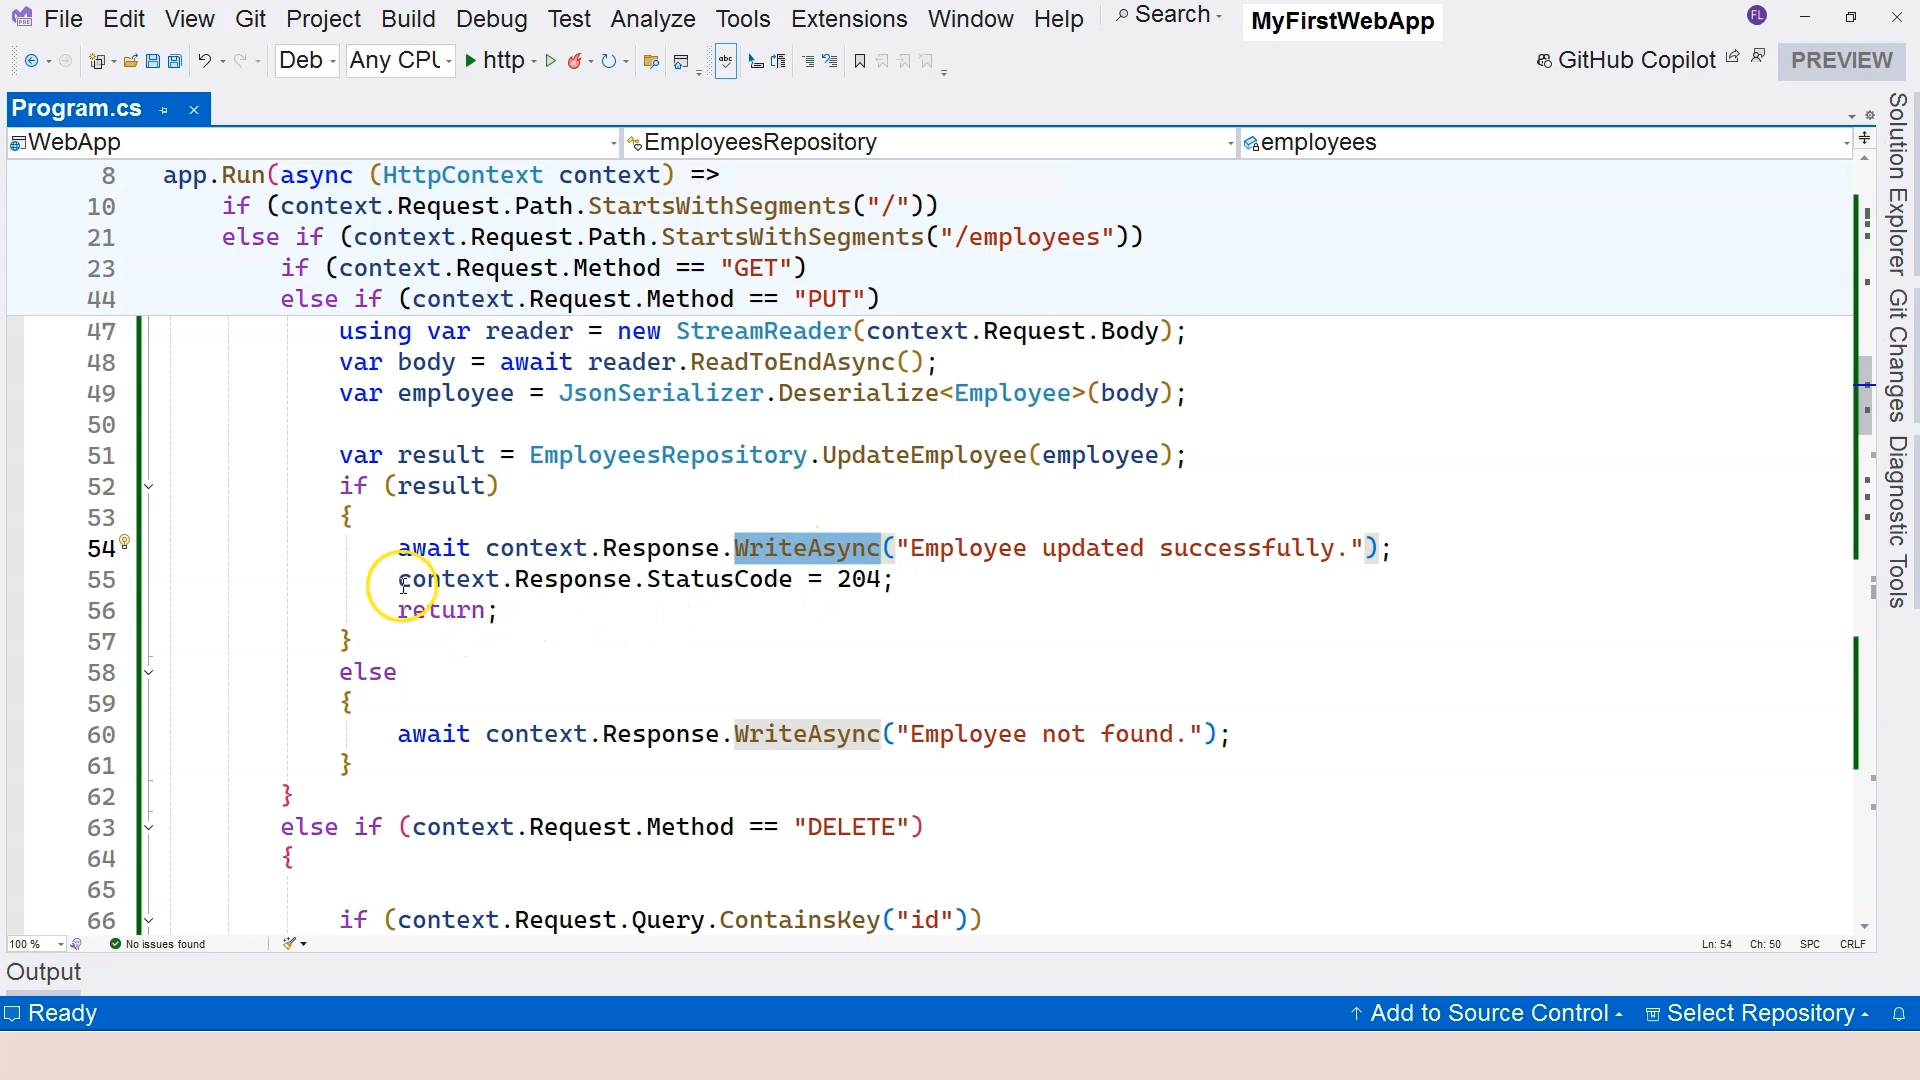 File Edit View Git Project Build Debug Test Analyze Tools Extensions Window Help Search MyFirstWebApp FL
Deb Any CPU http GitHub Copilot PREVIEW
Program.cs
WebApp EmployeesRepository employees
8 app.Run(async (HttpContext context) =>
10 if (context.Request.Path.StartsWithSegments("/"))
21 else if (context.Request.Path.StartsWithSegments("/employees"))
23 if (context.Request.Method == "GET")
44 else if (context.Request.Method == "PUT")
47 using var reader = new StreamReader(context.Request.Body);
48 var body = await reader.ReadToEndAsync();
49 var employee = JsonSerializer.Deserialize<Employee>(body);
50
51 var result = EmployeesRepository.UpdateEmployee(employee);
52 if (result)
53 {
54 await context.Response.WriteAsync("Employee updated successfully.");
55 context.Response.StatusCode = 204;
56 return;
57 }
58 else
59 {
60 await context.Response.WriteAsync("Employee not found.");
61 }
62 }
63 else if (context.Request.Method == "DELETE")
64 {
65
66 if (context.Request.Query.ContainsKey("id"))
100 % No issues found Ln: 54 Ch: 50 SPC CRLF
Output
Ready Add to Source Control Select Repository
Solution Explorer
Git Changes
Diagnostic Tools